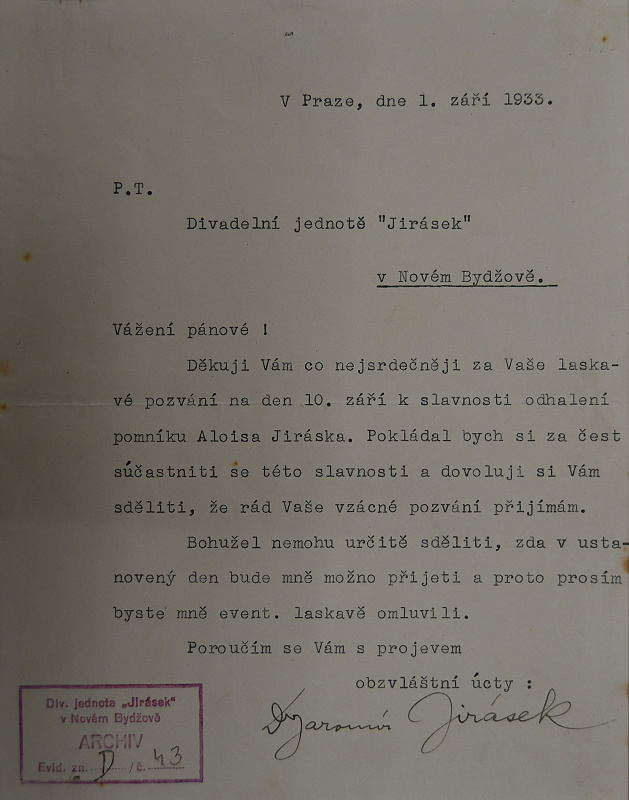 V Praze, dne 1. září 1933.
P.T.
Divadelní jednotě "Jirásek"
v Novém Bydžově.
Vážení pánové !
Děkuji Vám co nejsrdečněji za Vaše laska-
vé pozvání na den 10. září k slavnosti odhalení
pomníku Aloisa Jiráska. Pokládal bych si za čest
súčastniti se této slavnosti a dovoluji si Vám
sděliti, že rád Vaše vzácné pozvání přijímám.
Bohužel nemohu určitě sděliti, zda v usta-
novený den bude mně možno přijeti a proto prosím
byste mně event. laskavě omluvili.
Poroučím se Vám s projevem
obzvláštní úcty :
Dr Jaromír Jirásek
Div. jednota „Jirásek"
v Novém Bydžově
ARCHIV
Evid. zn. D / č. 43